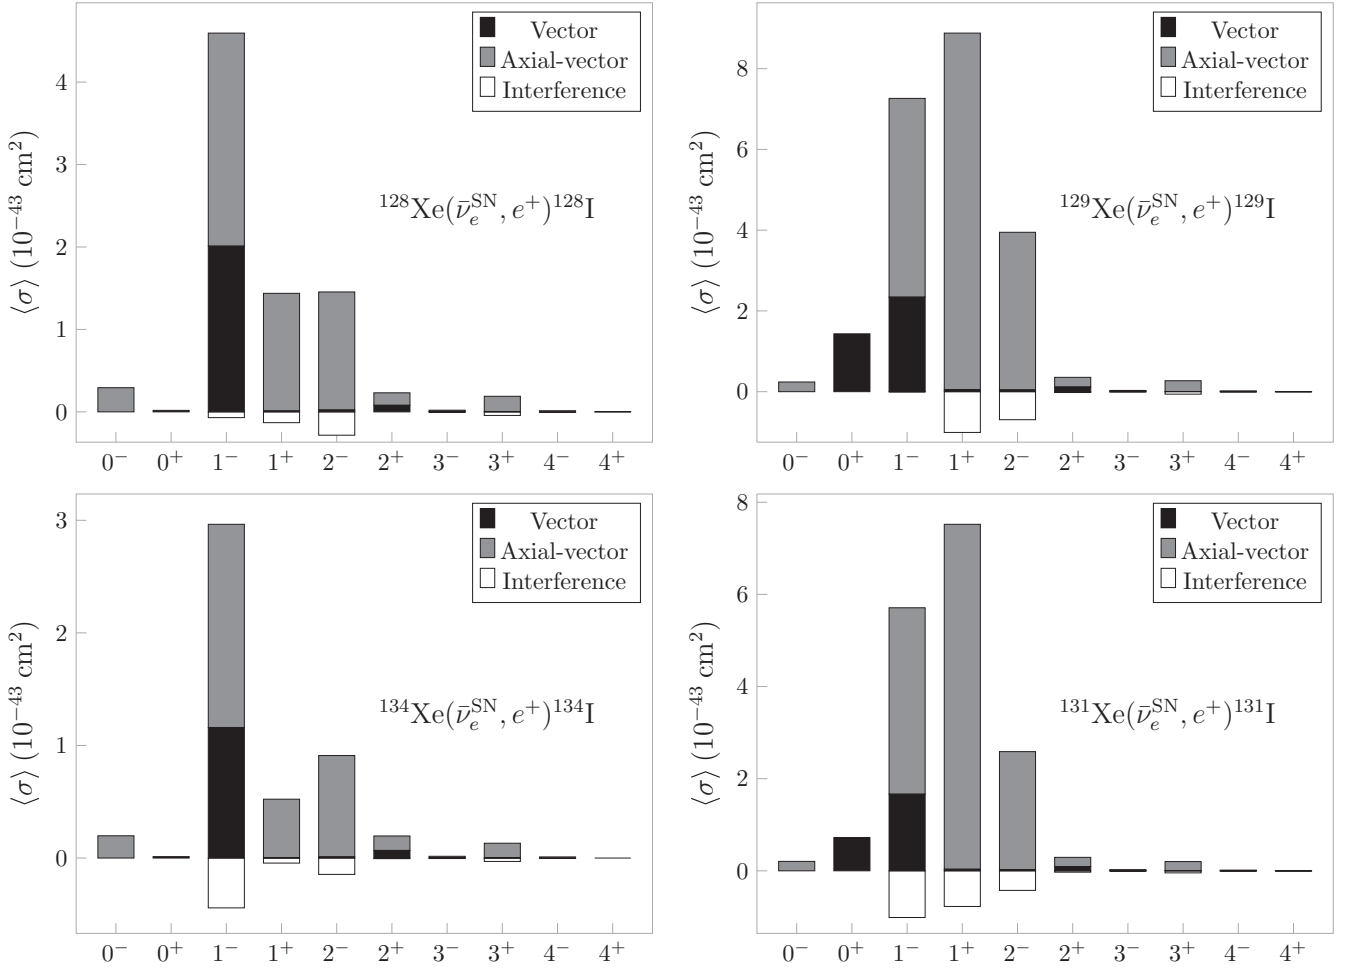 Vector
Axial-vector
Interference
⟨σ⟩ (10⁻⁴³ cm²)
4
3
2
1
0
¹²⁸Xe(ν̄ₑˢᴺ, e⁺)¹²⁸I
0⁻ 0⁺ 1⁻ 1⁺ 2⁻ 2⁺ 3⁻ 3⁺ 4⁻ 4⁺
Vector
Axial-vector
Interference
⟨σ⟩ (10⁻⁴³ cm²)
8
6
4
2
0
¹²⁹Xe(ν̄ₑˢᴺ, e⁺)¹²⁹I
0⁻ 0⁺ 1⁻ 1⁺ 2⁻ 2⁺ 3⁻ 3⁺ 4⁻ 4⁺
Vector
Axial-vector
Interference
⟨σ⟩ (10⁻⁴³ cm²)
3
2
1
0
¹³⁴Xe(ν̄ₑˢᴺ, e⁺)¹³⁴I
0⁻ 0⁺ 1⁻ 1⁺ 2⁻ 2⁺ 3⁻ 3⁺ 4⁻ 4⁺
Vector
Axial-vector
Interference
⟨σ⟩ (10⁻⁴³ cm²)
8
6
4
2
0
¹³¹Xe(ν̄ₑˢᴺ, e⁺)¹³¹I
0⁻ 0⁺ 1⁻ 1⁺ 2⁻ 2⁺ 3⁻ 3⁺ 4⁻ 4⁺